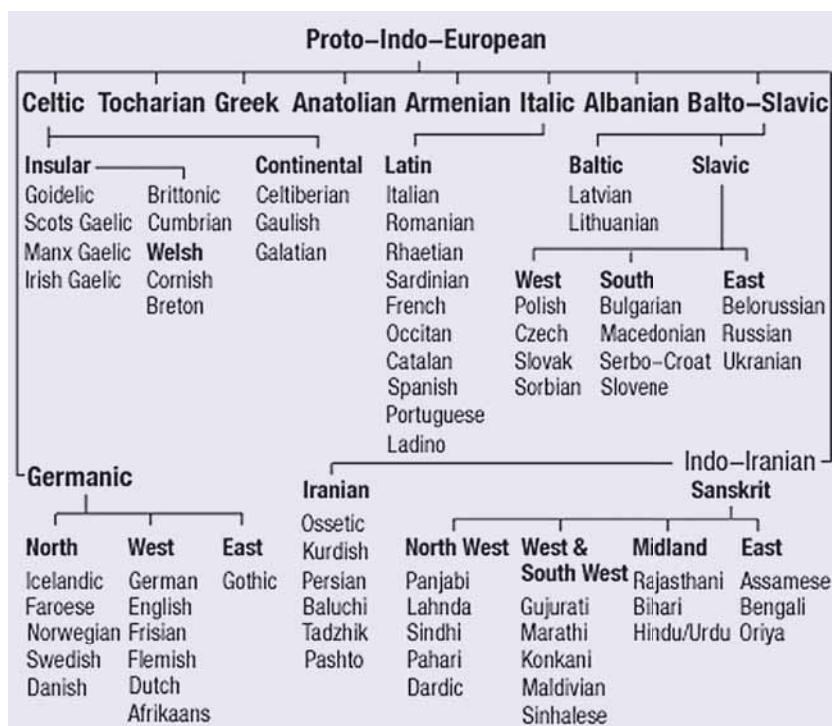 Proto-Indo-European
Celtic Tocharian Greek Anatolian Armenian Italic Albanian Balto-Slavic
Insular
Goidelic
Scots Gaelic
Manx Gaelic
Irish Gaelic
Brittonic
Cumbrian
Welsh
Cornish
Breton
Continental
Celtiberian
Gaulish
Galatian
Latin
Italian
Romanian
Rhaetian
Sardinian
French
Occitan
Catalan
Spanish
Portuguese
Ladino
Baltic
Latvian
Lithuanian
Slavic
West
Polish
Czech
Slovak
Sorbian
South
Bulgarian
Macedonian
Serbo-Croat
Slovene
East
Belorussian
Russian
Ukranian
Germanic
North
Icelandic
Faroese
Norwegian
Swedish
Danish
West
German
English
Frisian
Flemish
Dutch
Afrikaans
East
Gothic
Indo-Iranian
Iranian
Ossetic
Kurdish
Persian
Baluchi
Tadzhik
Pashto
Sanskrit
North West
Panjabi
Lahnda
Sindhi
Pahari
Dardic
West &
South West
Gujurati
Marathi
Konkani
Maldivian
Sinhalese
Midland
Rajasthani
Bihari
Hindu/Urdu
East
Assamese
Bengali
Oriya